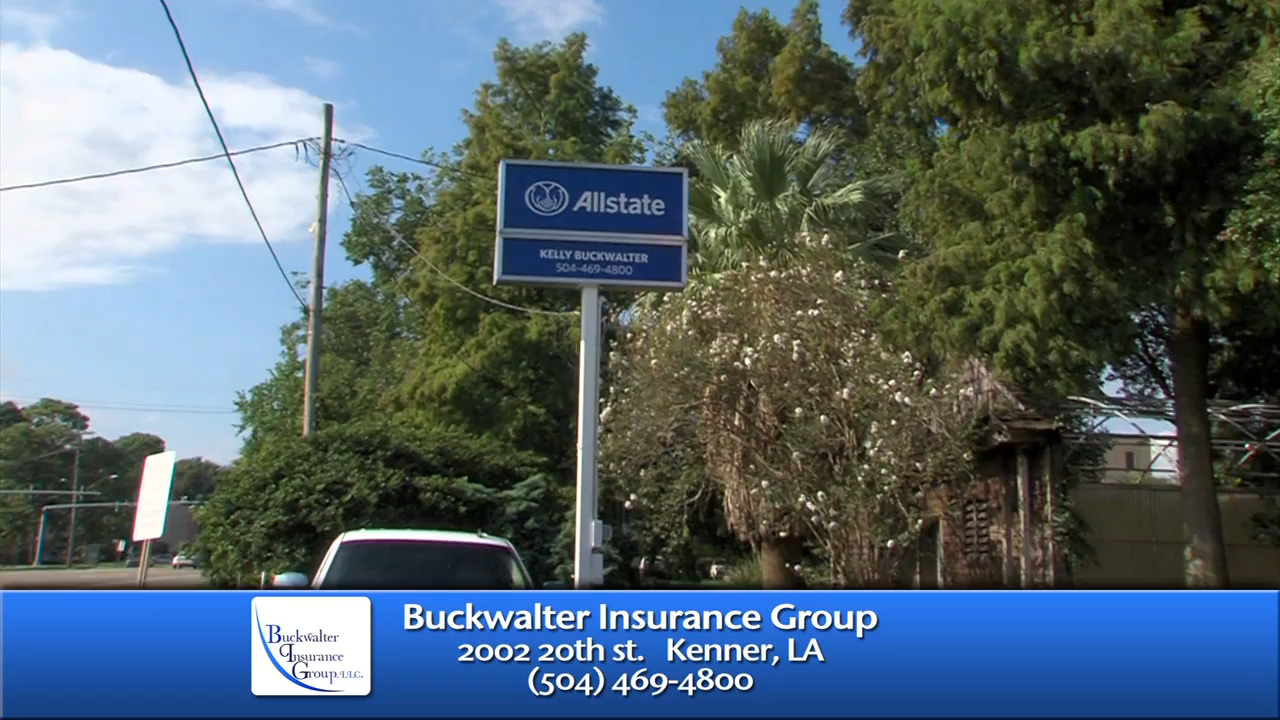 Allstate
KELLY BUCKWALTER
504-469-4800
Buckwalter
Insurance
Group, LLC.
Buckwalter Insurance Group
2002 20th st. Kenner, LA
(504) 469-4800